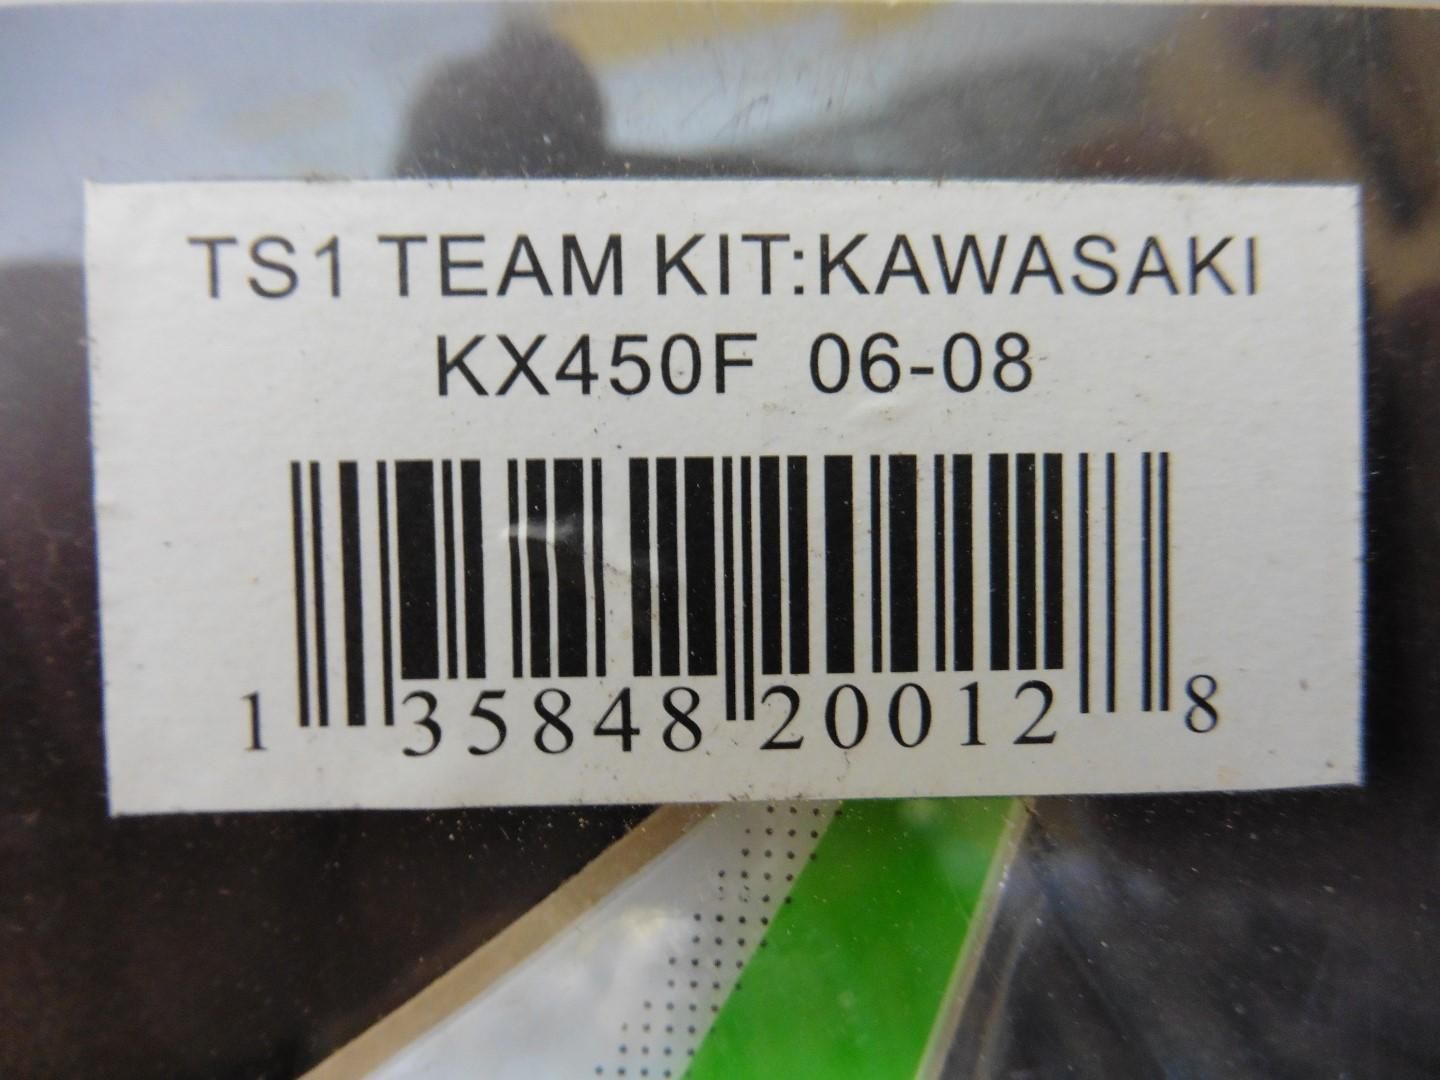 TS1 TEAM KIT:KAWASAKI
KX450F 06-08
1 35848 20012 8